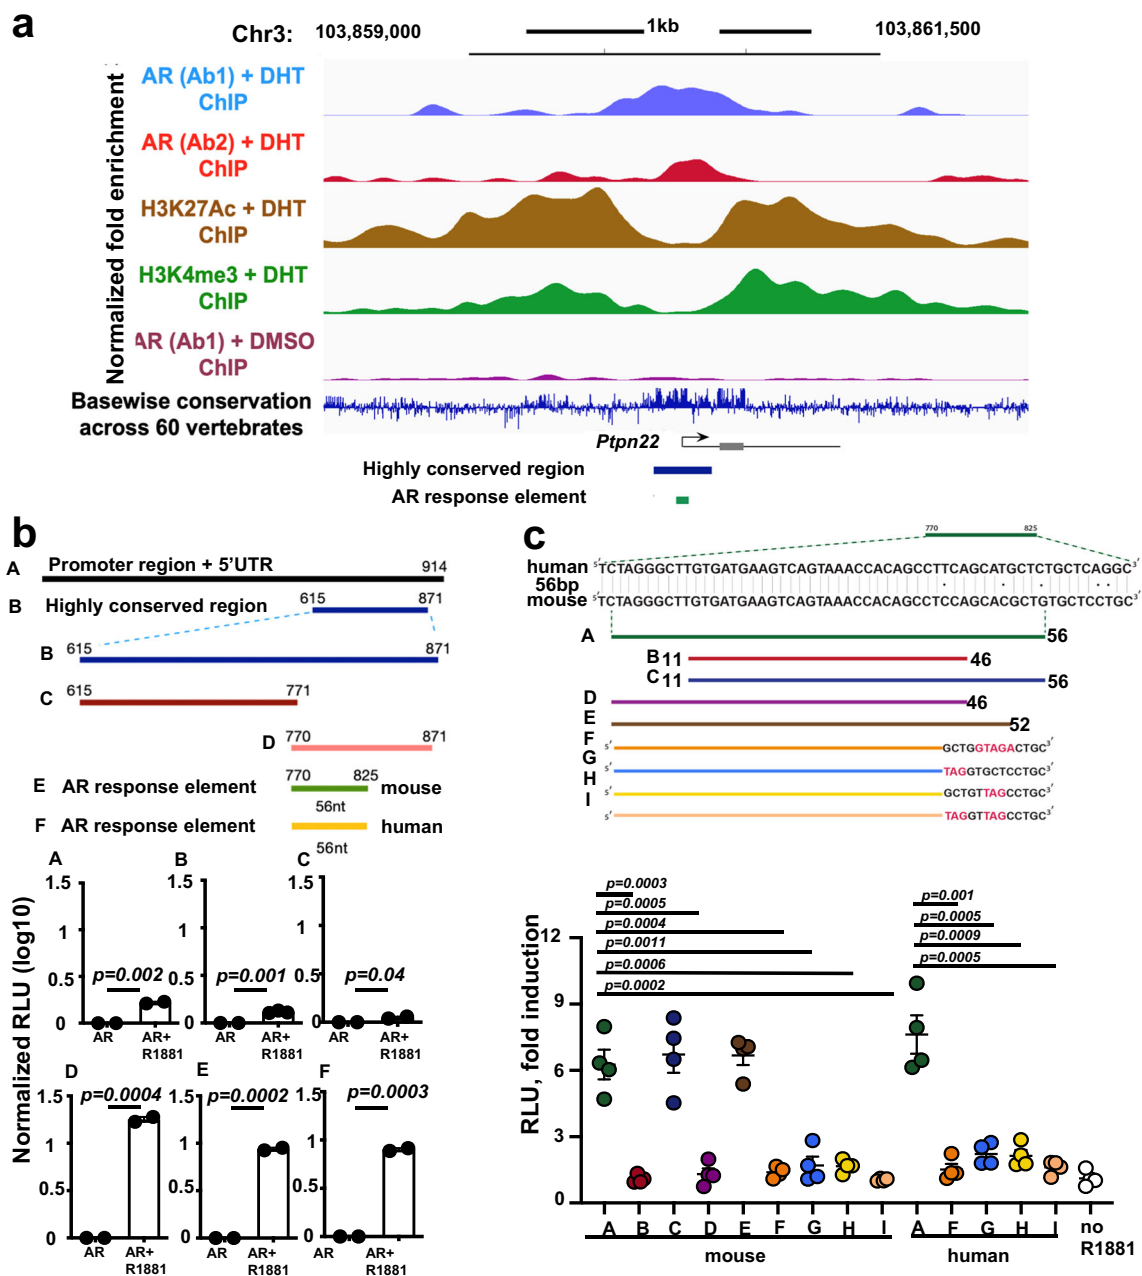 a
Chr3: 103,859,000 1kb 103,861,500
Normalized fold enrichment
AR (Ab1) + DHT
ChIP
AR (Ab2) + DHT
ChIP
H3K27Ac + DHT
ChIP
H3K4me3 + DHT
ChIP
AR (Ab1) + DMSO
ChIP
Basewise conservation
across 60 vertebrates
Ptpn22
Highly conserved region
AR response element
b
A Promoter region + 5'UTR 914
B Highly conserved region 615 871
B 615 871
C 615 771
D 770 871
E AR response element 770 825 mouse
56nt
F AR response element human
56nt
Normalized RLU (log10)
A
1.5
1
0.5
0
p=0.002
AR AR+
R1881
B
1.5
1
0.5
0
p=0.001
AR AR+
R1881
C
1.5
1
0.5
0
p=0.04
AR AR+
R1881
D
1.5
1
0.5
0
p=0.0004
AR AR+
R1881
E
1.5
1
0.5
0
p=0.0002
AR AR+
R1881
F
1.5
1
0.5
0
p=0.0003
AR AR+
R1881
c
770 825
human 5'TCTAGGGCTTGTGATGAAGTCAGTAAACCACAGCCTTCAGCATGCTCTGCTCAGGC3'
56bp
mouse 5'TCTAGGGCTTGTGATGAAGTCAGTAAACCACAGCCTCCAGCACGCTGTGCTCCTGC3'
A 56
B 11 46
C 11 56
D 46
E 52
F 5' GCTGGTAGACTGC3'
G 5' TAGGTGCTCCTGC3'
H 5' GCTGTTAGCCTGC3'
I 5' TAGGTTAGCCTGC3'
p=0.0003
p=0.0005
p=0.0004
p=0.0011
p=0.0006
p=0.0002
p=0.001
p=0.0005
p=0.0009
p=0.0005
RLU, fold induction
12
9
6
3
0
A B C D E F G H I A F G H I no
R1881
mouse human